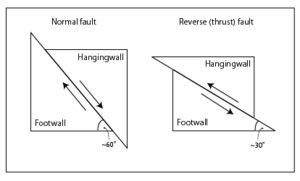 Normal fault
Hangingwall
Footwall
~60°
Reverse (thrust) fault
Hangingwall
Footwall
~30°